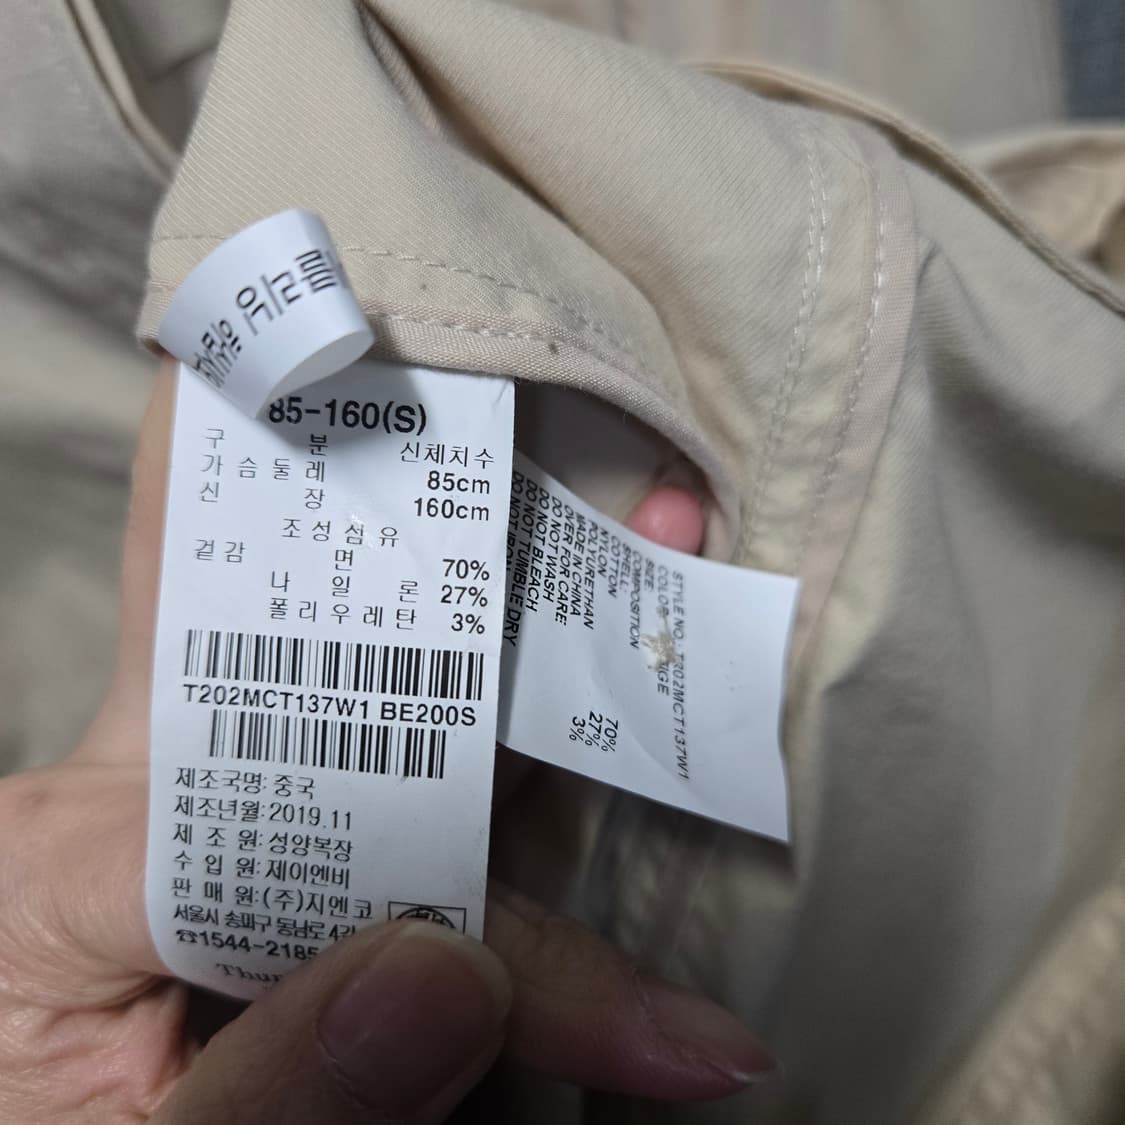 85-160(S)
구 분 신체치수
가 슴 둘 레 85cm
신 장 160cm
조 성 섬 유
겉감 면 70%
나 일 론 27%
폴 리 우 레 탄 3%
T202MCT137W1 BE200S
제조국명: 중국
제조년월:2019.11
제 조 원: 성양복장
수 입 원: 제이엔비
판 매 원:(주)지엔코
서울시 송파구 동남로
☎1544-2185
STYLE NO.: TR02MCT137W1
SIZE:
COMPOSITION
SHELL:
COTTON 70%
NYLON 27%
POLYURETHAN 3%
MADE IN CHINA
OVER FOR CARE:
DO NOT WASH
DO NOT BLEACH
DO NOT TUMBLE DRY
DO NOT IRON